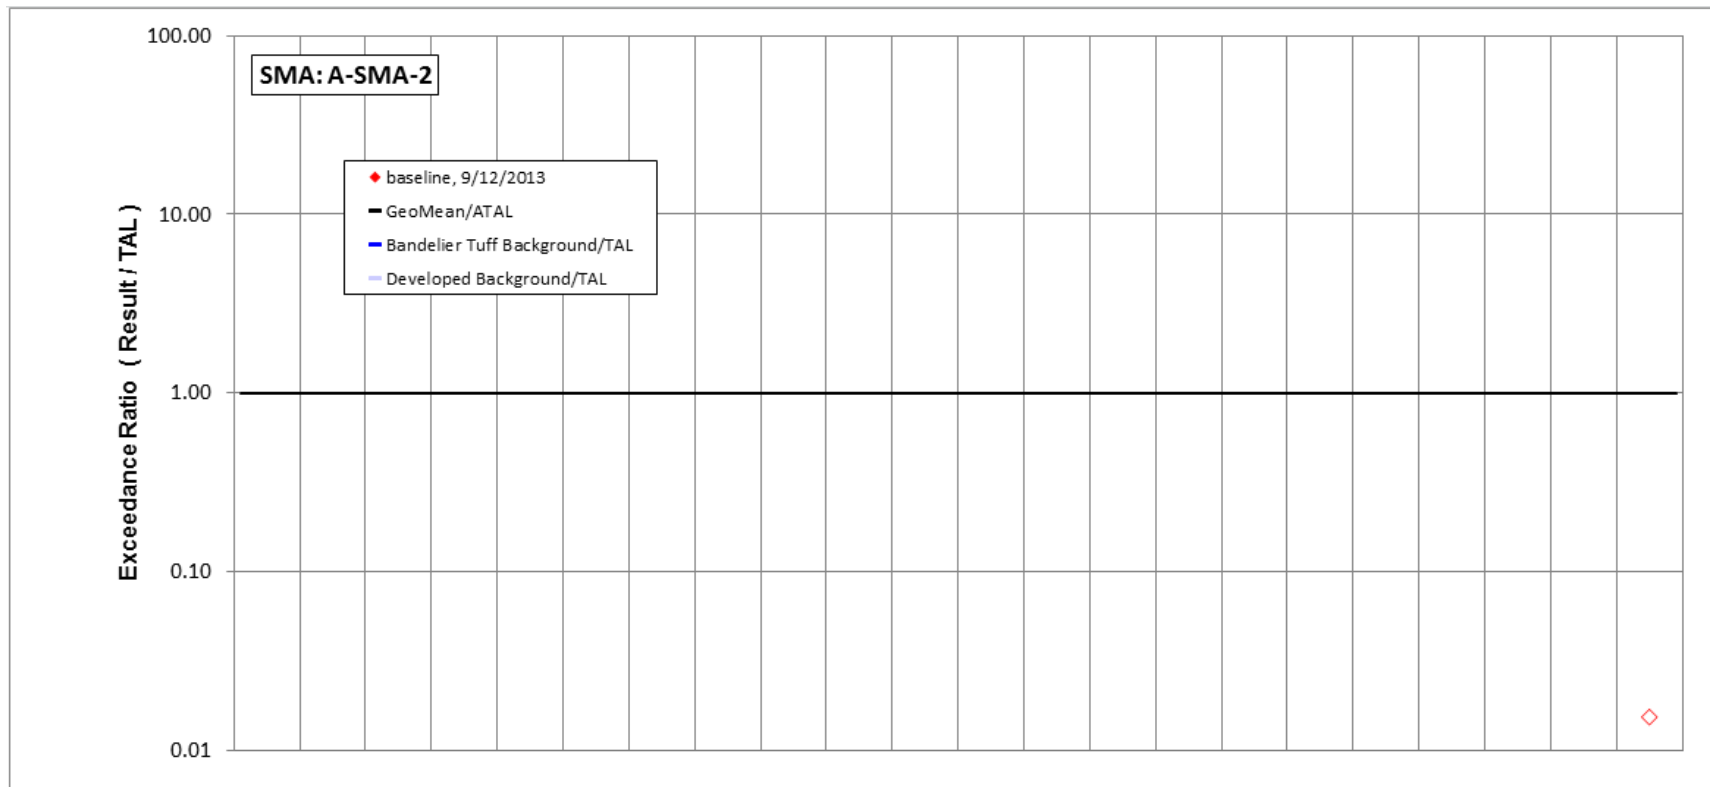 100.00
SMA: A-SMA-2
baseline, 9/12/2013
GeoMean/ATAL
Bandelier Tuff Background/TAL
Developed Background/TAL
10.00
1.00
0.10
0.01
Exceedance Ratio ( Result / TAL )